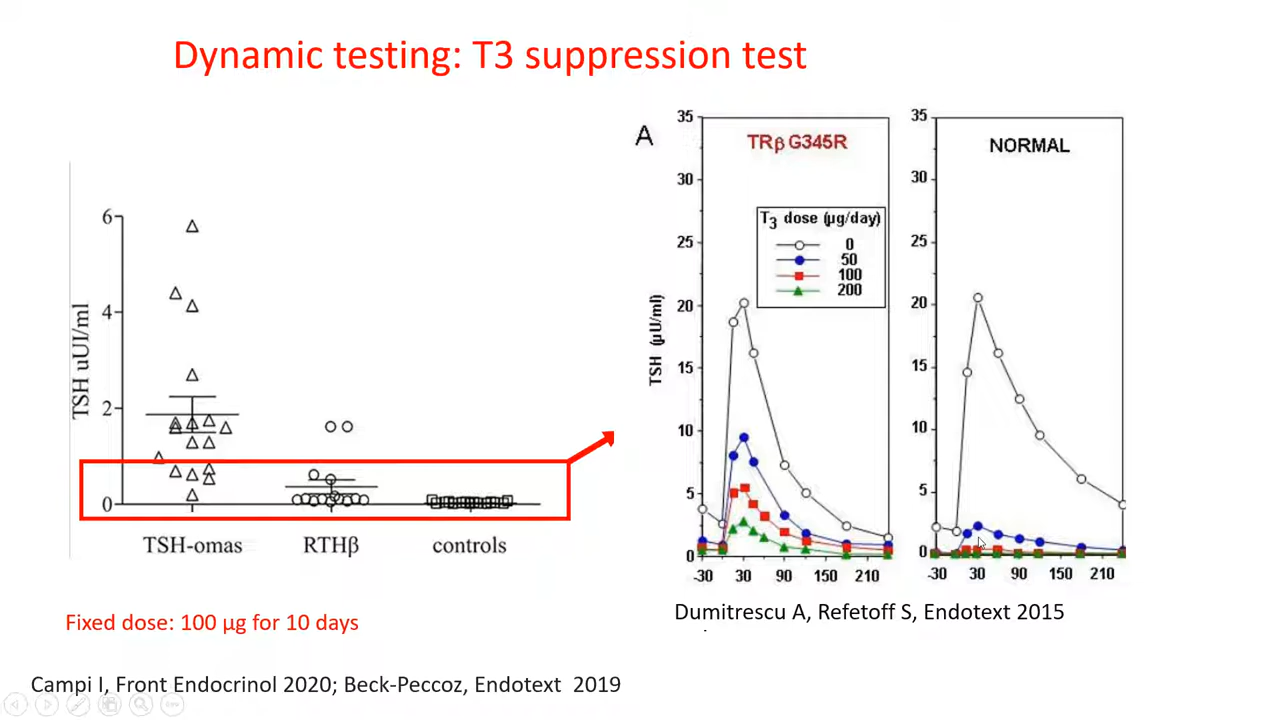 Dynamic testing: T3 suppression test
6
4
2
0
TSH uUI/ml
TSH-omas
RTHβ
controls
Fixed dose: 100 µg for 10 days
Campi I, Front Endocrinol 2020; Beck-Peccoz, Endotext 2019
A
35
30
25
20
15
10
5
0
TSH (µU/ml)
TRβ G345R
T3 dose (µg/day)
0
50
100
200
-30 30 90 150 210
35
30
25
20
15
10
5
0
NORMAL
-30 30 90 150 210
Dumitrescu A, Refetoff S, Endotext 2015